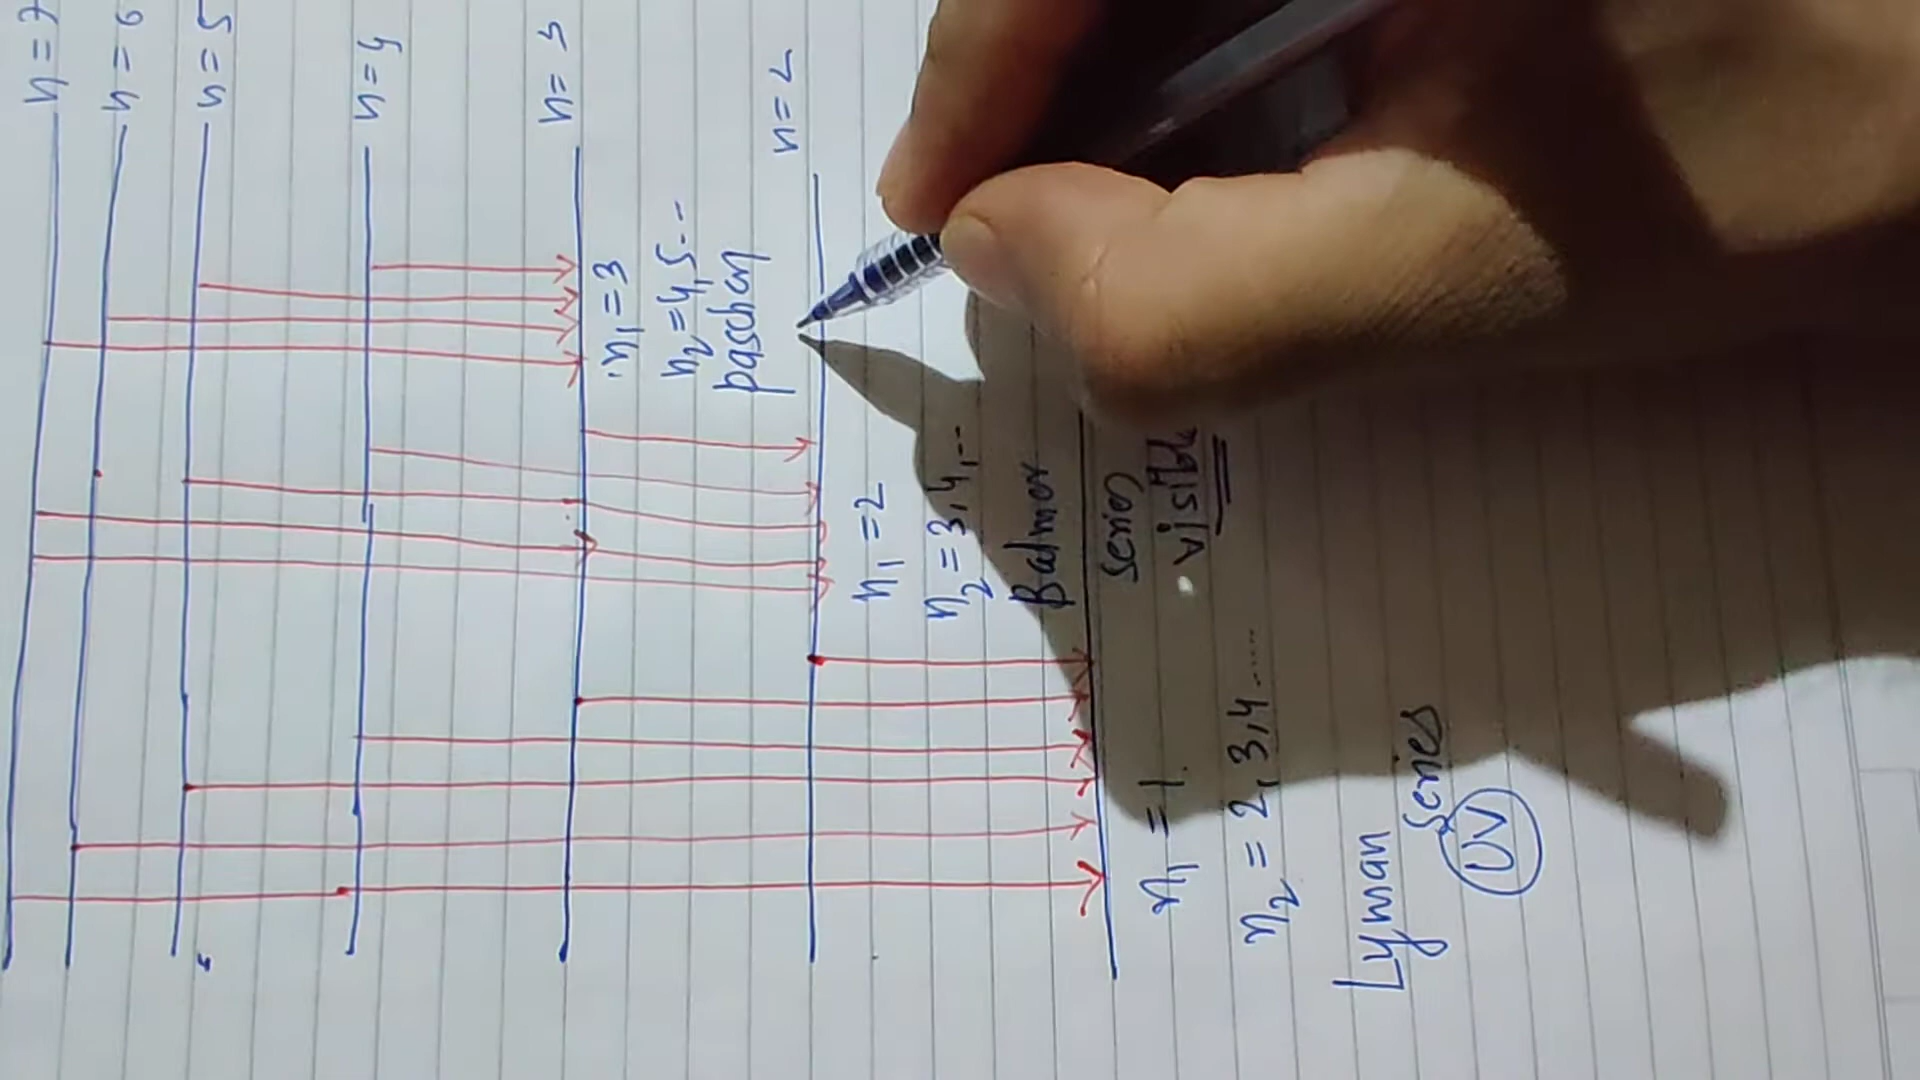 n=7
n=6
n=5
n=4
n=3
n₁=3
n₂=4,5--
paschen
n=2
n₁=2
n₂=3,4,--
Balmer
series
visible
n₁=1
n₂=2,3,4......
Lyman
series
UV